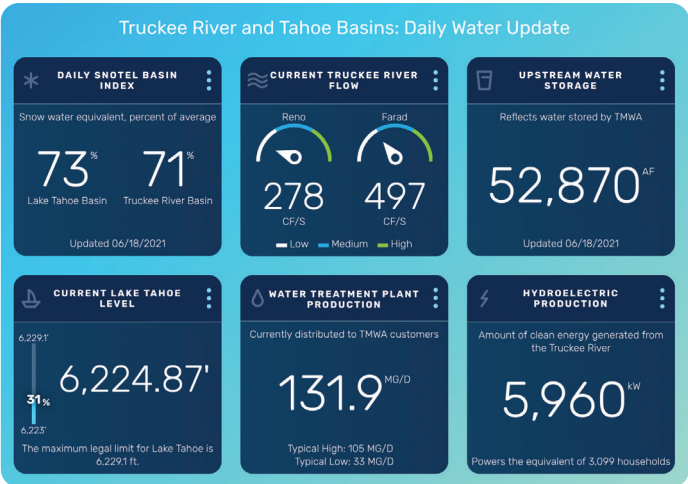 Truckee River and Tahoe Basins: Daily Water Update
DAILY SNOTEL BASIN
INDEX
Snow water equivalent, percent of average
73%
71%
Lake Tahoe Basin
Truckee River Basin
Updated 06/18/2021
CURRENT TRUCKEE RIVER
FLOW
Reno
Farad
278
497
CF/S
CF/S
Low Medium High
UPSTREAM WATER
STORAGE
Reflects water stored by TMWA
52,870 AF
Updated 06/18/2021
CURRENT LAKE TAHOE
LEVEL
6,229.1'
6,224.87'
31%
6,223'
The maximum legal limit for Lake Tahoe is
6,229.1 ft.
WATER TREATMENT PLANT
PRODUCTION
Currently distributed to TMWA customers
131.9 MG/D
Typical High: 105 MG/D
Typical Low: 33 MG/D
HYDROELECTRIC
PRODUCTION
Amount of clean energy generated from
the Truckee River
5,960 kW
Powers the equivalent of 3,099 households